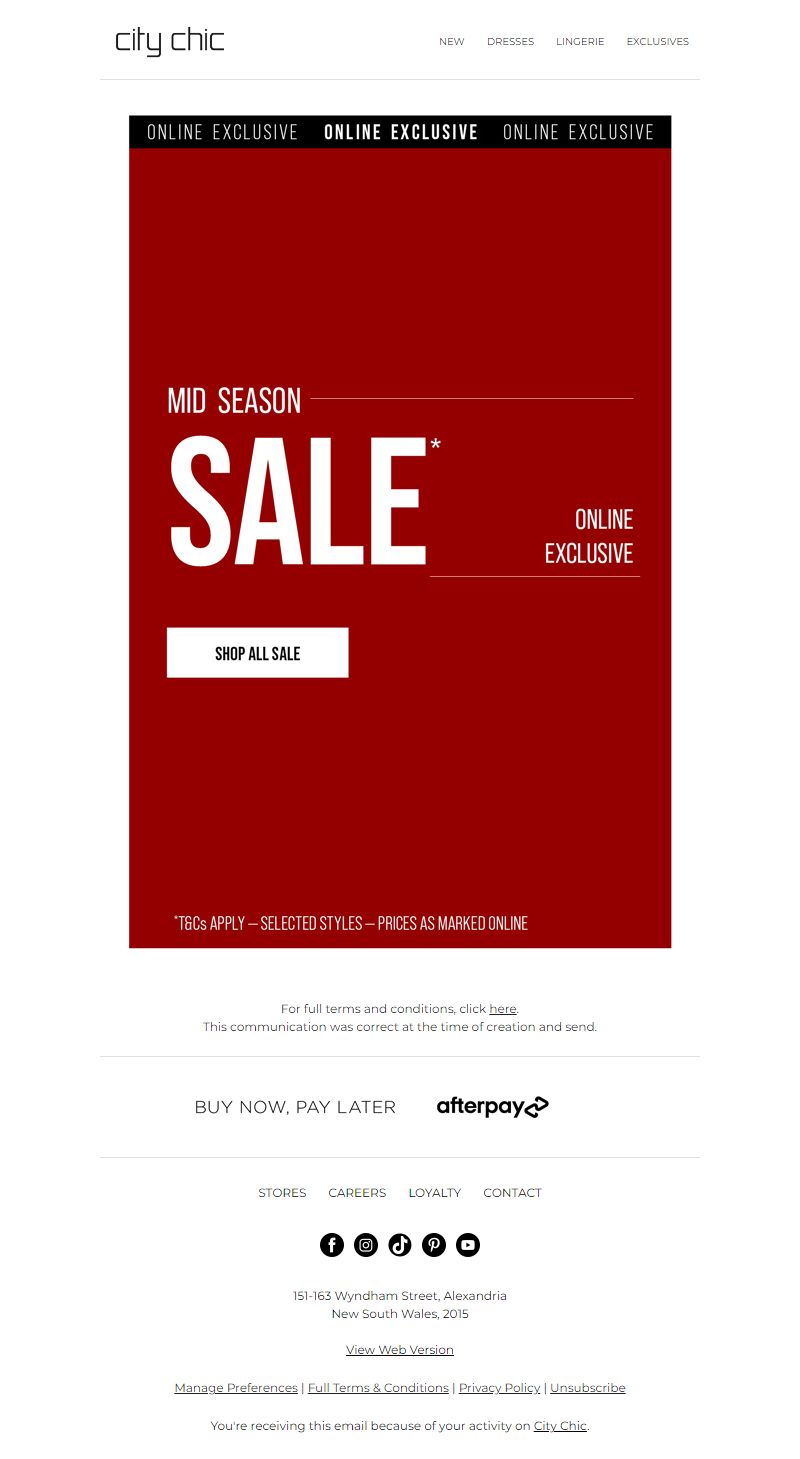 city chic
NEW DRESSES LINGERIE EXCLUSIVES
ONLINE EXCLUSIVE ONLINE EXCLUSIVE ONLINE EXCLUSIVE
MID SEASON
SALE*
ONLINE
EXCLUSIVE
SHOP ALL SALE
*T&Cs APPLY — SELECTED STYLES — PRICES AS MARKED ONLINE
For full terms and conditions, click here.
This communication was correct at the time of creation and send.
BUY NOW, PAY LATER afterpay
STORES CAREERS LOYALTY CONTACT
151-163 Wyndham Street, Alexandria
New South Wales, 2015
View Web Version
Manage Preferences | Full Terms & Conditions | Privacy Policy | Unsubscribe
You're receiving this email because of your activity on City Chic.